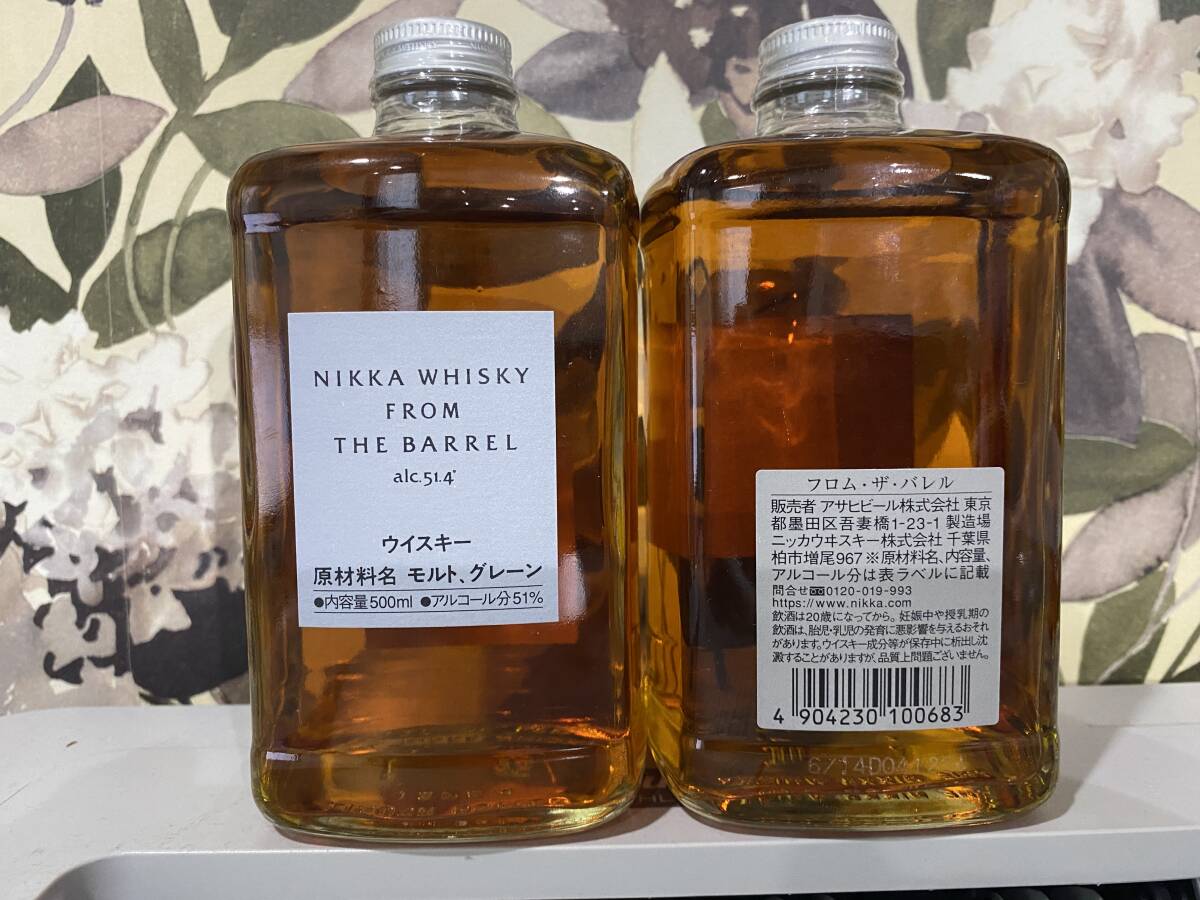 NIKKA WHISKY
FROM
THE BARREL
alc.51.4°
ウイスキー
原材料名 モルト、グレーン
●内容量500ml ●アルコール分51%
フロム・ザ・バレル
販売者 アサヒビール株式会社 東京
都墨田区吾妻橋1-23-1 製造場
ニッカウヰスキー株式会社 千葉県
柏市増尾967 ※原材料名、内容量、
アルコール分は表ラベルに記載
問合せ☎0120-019-993
https://www.nikka.com
飲酒は20歳になってから。妊娠中や授乳期の
飲酒は、胎児・乳児の発育に悪影響を与えるおそれ
があります。ウイスキー成分等が保存中に析出し沈
澱することがありますが、品質上問題ございません。
4 904230 100683